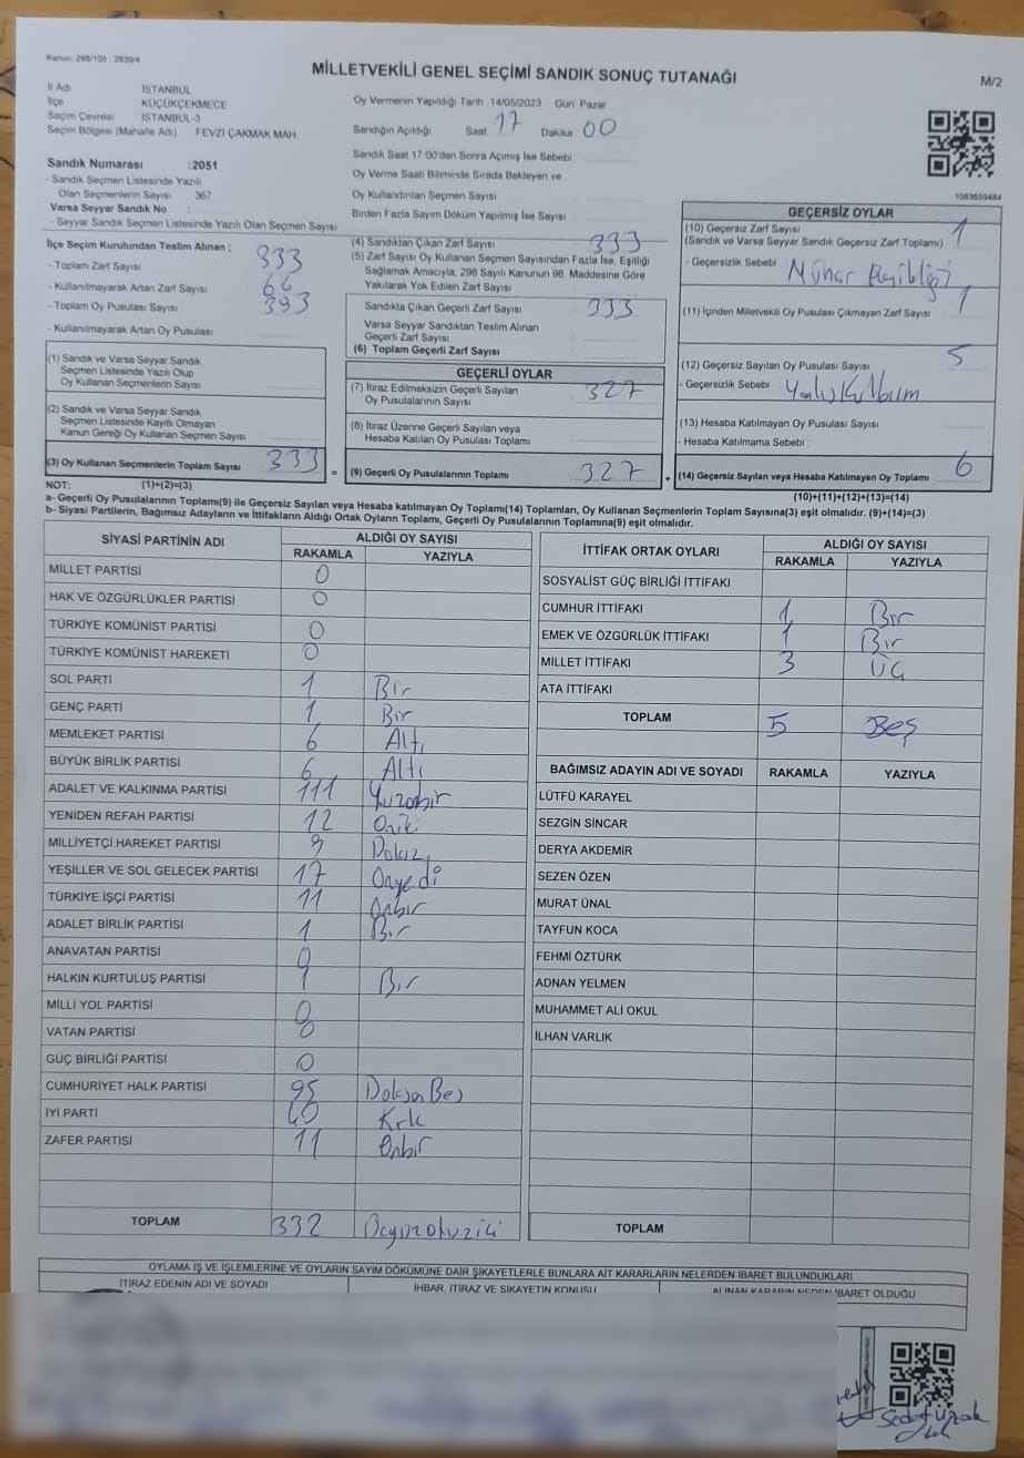 Kanun: 298/105 - 2839/4
MİLLETVEKİLİ GENEL SEÇİMİ SANDIK SONUÇ TUTANAĞI
M/2
İl Adı İSTANBUL
İlçe KÜÇÜKÇEKMECE
Seçim Çevresi İSTANBUL-3
Seçim Bölgesi (Mahalle Adı) FEVZİ ÇAKMAK MAH.
Sandık Numarası :2051
- Sandık Seçmen Listesinde Yazılı
Olan Seçmenlerin Sayısı 367
Varsa Seyyar Sandık No :
- Seyyar Sandık Seçmen Listesinde Yazılı Olan Seçmen Sayısı
Oy Vermenin Yapıldığı Tarih 14/05/2023 Gün Pazar
Sandığın Açıldığı Saat 17 Dakika 00
Sandık Saat 17:00'dan Sonra Açılmış İse Sebebi
Oy Verme Saati Bitiminde Sırada Bekleyen ve
Oy Kullandırılan Seçmen Sayısı
Birden Fazla Sayım Döküm Yapılmış İse Sayısı
İlçe Seçim Kurulundan Teslim Alınan ;
- Toplam Zarf Sayısı
- Kullanılmayarak Artan Zarf Sayısı
- Toplam Oy Pusulası Sayısı
- Kullanılmayarak Artan Oy Pusulası
(1) Sandık ve Varsa Seyyar Sandık
Seçmen Listesinde Yazılı Olup
Oy Kullanan Seçmenlerin Sayısı
(2) Sandık ve Varsa Seyyar Sandık
Seçmen Listesinde Kayıtlı Olmayan
Kanun Gereği Oy Kullanan Seçmen Sayısı
(3) Oy Kullanan Seçmenlerin Toplam Sayısı 333 =
(4) Sandıktan Çıkan Zarf Sayısı 333
(5) Zarf Sayısı Oy Kullanan Seçmen Sayısından Fazla İse, Eşitliği
Sağlamak Amacıyla, 298 Sayılı Kanunun 98. Maddesine Göre
Yakılarak Yok Edilen Zarf Sayısı
Sandıkta Çıkan Geçerli Zarf Sayısı 333
Varsa Seyyar Sandıktan Teslim Alınan
Geçerli Zarf Sayısı
(6) Toplam Geçerli Zarf Sayısı
GEÇERLİ OYLAR
(7) İtiraz Edilmeksizin Geçerli Sayılan
Oy Pusulalarının Sayısı 327
(8) İtiraz Üzerine Geçerli Sayılan veya
Hesaba Katılan Oy Pusulası Toplamı
(9) Geçerli Oy Pusulalarının Toplamı 327 +
GEÇERSİZ OYLAR
(10) Geçersiz Zarf Sayısı 1
(Sandık ve Varsa Seyyar Sandık Geçersiz Zarf Toplamı)
- Geçersizlik Sebebi
(11) İçinden Milletvekili Oy Pusulası Çıkmayan Zarf Sayısı 1
(12) Geçersiz Sayılan Oy Pusulası Sayısı 5
- Geçersizlik Sebebi
(13) Hesaba Katılmayan Oy Pusulası Sayısı
- Hesaba Katılmama Sebebi
(14) Geçersiz Sayılan veya Hesaba Katılmayan Oy Toplamı 6
NOT: (1)+(2)=(3)
(10)+(11)+(12)+(13)=(14)
a- Geçerli Oy Pusulalarının Toplamı(9) ile Geçersiz Sayılan veya Hesaba katılmayan Oy Toplamı(14) Toplamları, Oy Kullanan Seçmenlerin Toplam Sayısına(3) eşit olmalıdır. (9)+(14)=(3)
b- Siyasi Partilerin, Bağımsız Adayların ve İttifakların Aldığı Ortak Oyların Toplamı, Geçerli Oy Pusulalarının Toplamına(9) eşit olmalıdır.
SİYASİ PARTİNİN ADI ALDIĞI OY SAYISI
RAKAMLA YAZIYLA
MİLLET PARTİSİ 0
HAK VE ÖZGÜRLÜKLER PARTİSİ 0
TÜRKİYE KOMÜNİST PARTİSİ 0
TÜRKİYE KOMÜNİST HAREKETİ 0
SOL PARTİ 1 Bir
GENÇ PARTİ 1 Bir
MEMLEKET PARTİSİ 6 Altı
BÜYÜK BİRLİK PARTİSİ 6 Altı
ADALET VE KALKINMA PARTİSİ 111 Yüzonbir
YENİDEN REFAH PARTİSİ 12 Oniki
MİLLİYETÇİ HAREKET PARTİSİ 9 Dokuz
YEŞİLLER VE SOL GELECEK PARTİSİ 17 Onyedi
TÜRKİYE İŞÇİ PARTİSİ 11 Onbir
ADALET BİRLİK PARTİSİ 1 Bir
ANAVATAN PARTİSİ 0
HALKIN KURTULUŞ PARTİSİ 1 Bir
MİLLİ YOL PARTİSİ 0
VATAN PARTİSİ 0
GÜÇ BİRLİĞİ PARTİSİ 0
CUMHURİYET HALK PARTİSİ 95 DoksanBeş
İYİ PARTİ 40 Kırk
ZAFER PARTİSİ 11 Onbir
TOPLAM 332
İTTİFAK ORTAK OYLARI ALDIĞI OY SAYISI
RAKAMLA YAZIYLA
SOSYALİST GÜÇ BİRLİĞİ İTTİFAKI
CUMHUR İTTİFAKI 1 Bir
EMEK VE ÖZGÜRLÜK İTTİFAKI 1 Bir
MİLLET İTTİFAKI 3 Üç
ATA İTTİFAKI
TOPLAM 5 Beş
BAĞIMSIZ ADAYIN ADI VE SOYADI RAKAMLA YAZIYLA
LÜTFÜ KARAYEL
SEZGİN SİNCAR
DERYA AKDEMİR
SEZEN ÖZEN
MURAT ÜNAL
TAYFUN KOCA
FEHMİ ÖZTÜRK
ADNAN YELMEN
MUHAMMET ALİ OKUL
İLHAN VARLIK
TOPLAM
OYLAMA İŞ VE İŞLEMLERİNE VE OYLARIN SAYIM DÖKÜMÜNE DAİR ŞİKAYETLERLE BUNLARA AİT KARARLARIN NELERDEN İBARET BULUNDUKLARI
İTİRAZ EDENİN ADI VE SOYADI
İHBAR, İTİRAZ VE ŞİKAYETİN KONUSU
ALINAN KARARIN NEDEN İBARET OLDUĞU